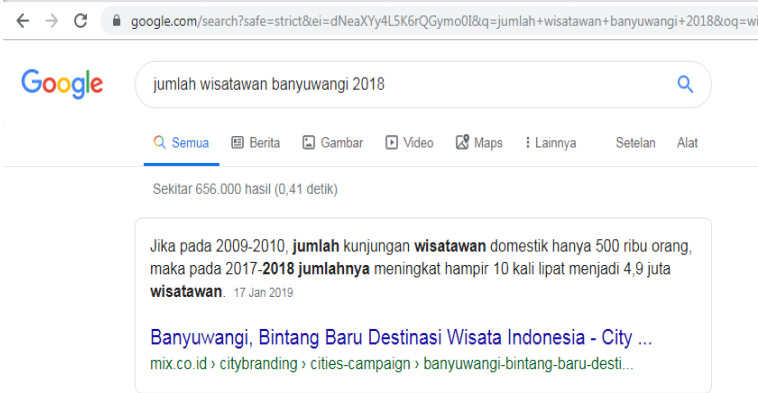 google.com/search?safe=strict&ei=dNeaXYy4L5K6rQGymo0I&q=jumlah+wisatawan+banyuwangi+2018&oq=wi
Google
jumlah wisatawan banyuwangi 2018
Semua Berita Gambar Video Maps Lainnya Setelan Alat
Sekitar 656.000 hasil (0,41 detik)
Jika pada 2009-2010, jumlah kunjungan wisatawan domestik hanya 500 ribu orang,
maka pada 2017-2018 jumlahnya meningkat hampir 10 kali lipat menjadi 4,9 juta
wisatawan. 17 Jan 2019
Banyuwangi, Bintang Baru Destinasi Wisata Indonesia - City ...
mix.co.id › citybranding › cities-campaign › banyuwangi-bintang-baru-desti...